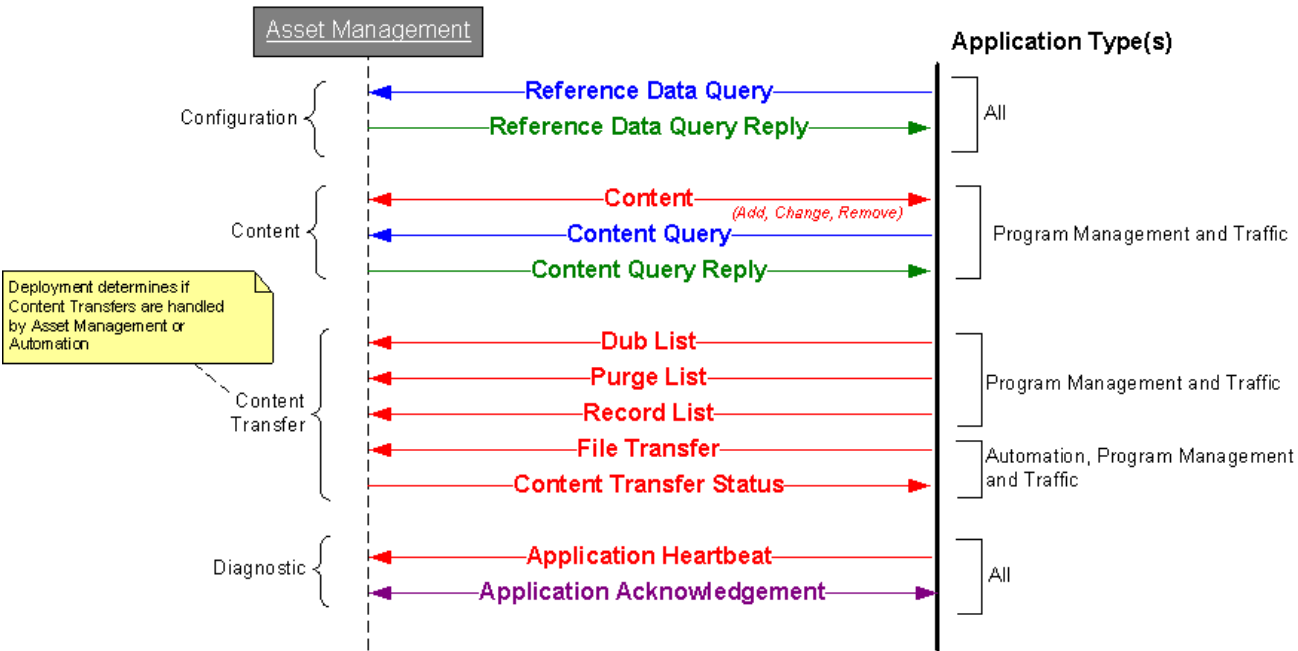 Asset Management
Application Type(s)
Reference Data Query
Configuration
All
Reference Data Query Reply
Content
(Add, Change, Remove)
Content
Content Query
Program Management and Traffic
Content Query Reply
Deployment determines if
Content Transfers are handled
by Asset Management or
Automation
Dub List
Purge List
Program Management and Traffic
Content
Transfer
Record List
File Transfer
Automation, Program Management
and Traffic
Content Transfer Status
Application Heartbeat
Diagnostic
All
Application Acknowledgement